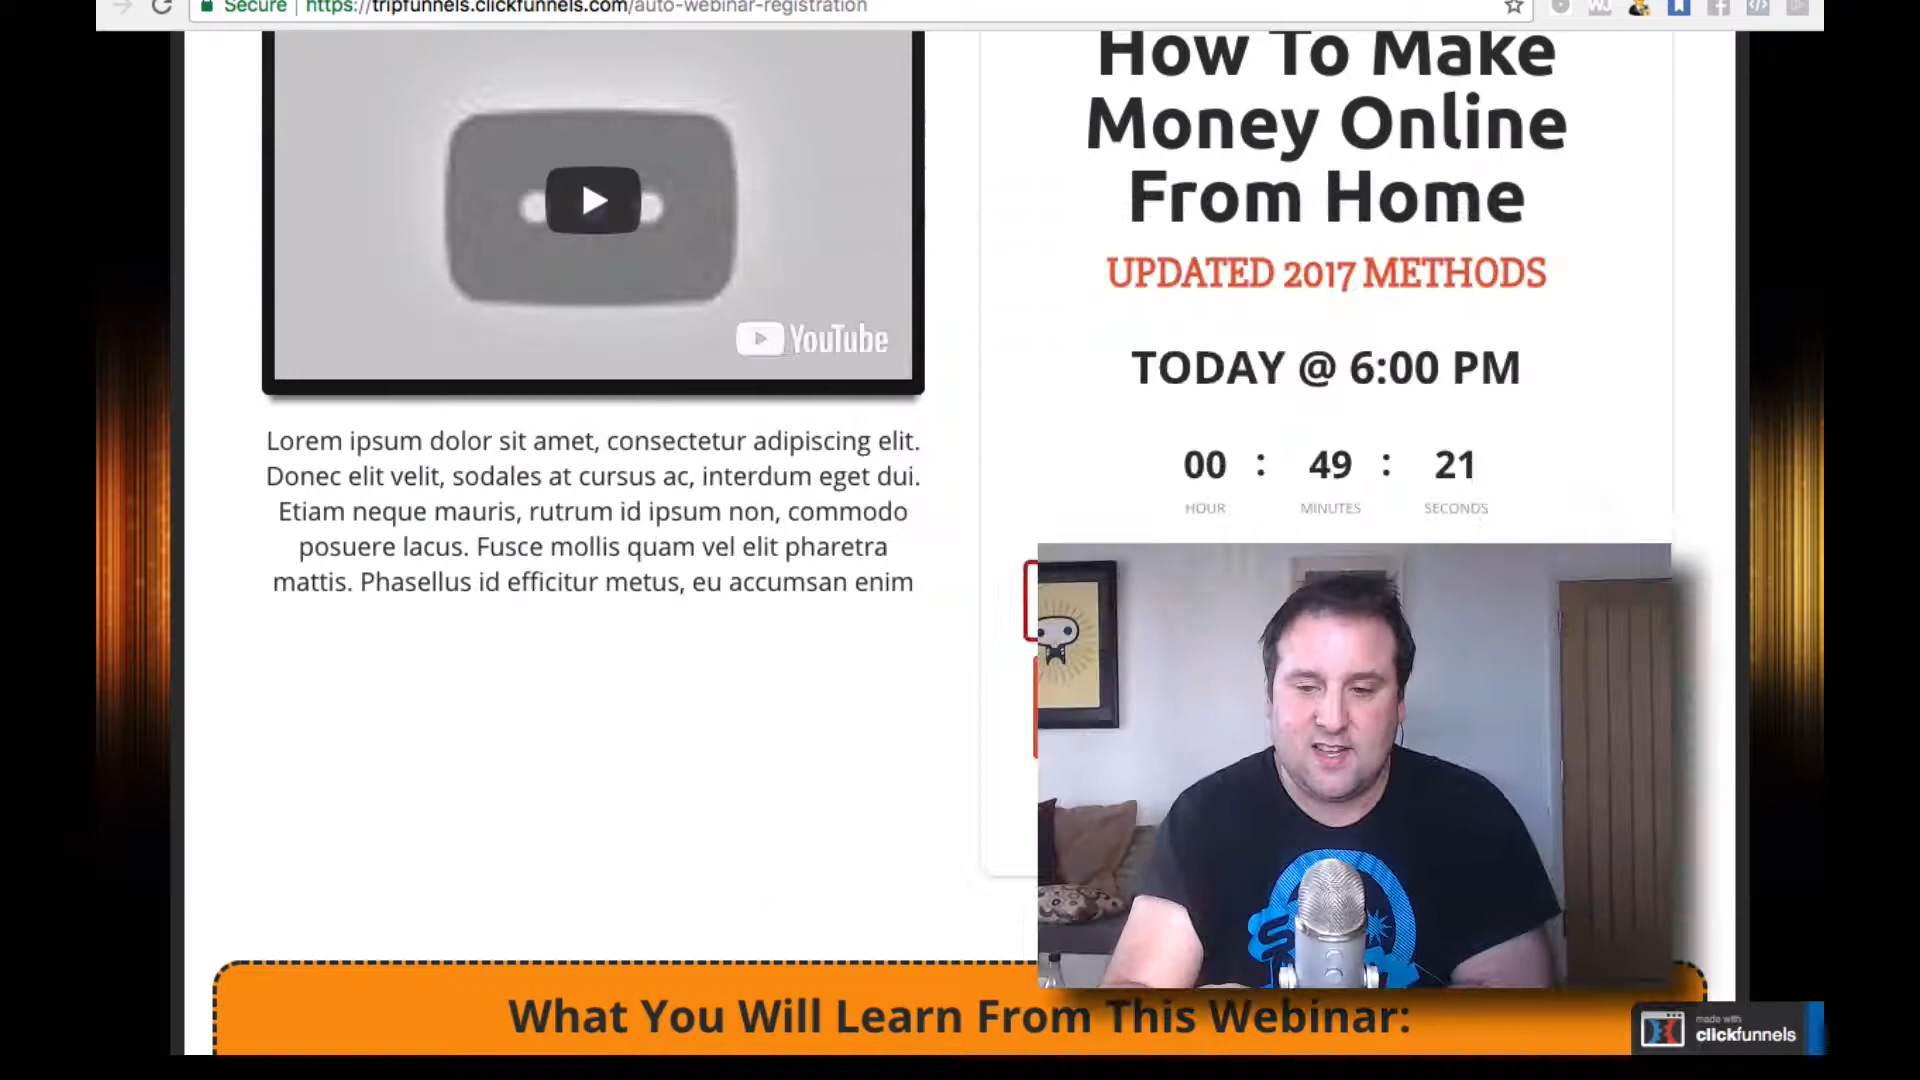 Secure https://tripfunnels.clickfunnels.com/auto-webinar-registration
How To Make
Money Online
From Home
UPDATED 2017 METHODS
TODAY @ 6:00 PM
00 : 49 : 21
HOUR MINUTES SECONDS
YouTube
Lorem ipsum dolor sit amet, consectetur adipiscing elit.
Donec elit velit, sodales at cursus ac, interdum eget dui.
Etiam neque mauris, rutrum id ipsum non, commodo
posuere lacus. Fusce mollis quam vel elit pharetra
mattis. Phasellus id efficitur metus, eu accumsan enim
What You Will Learn From This Webinar:
made with
clickfunnels